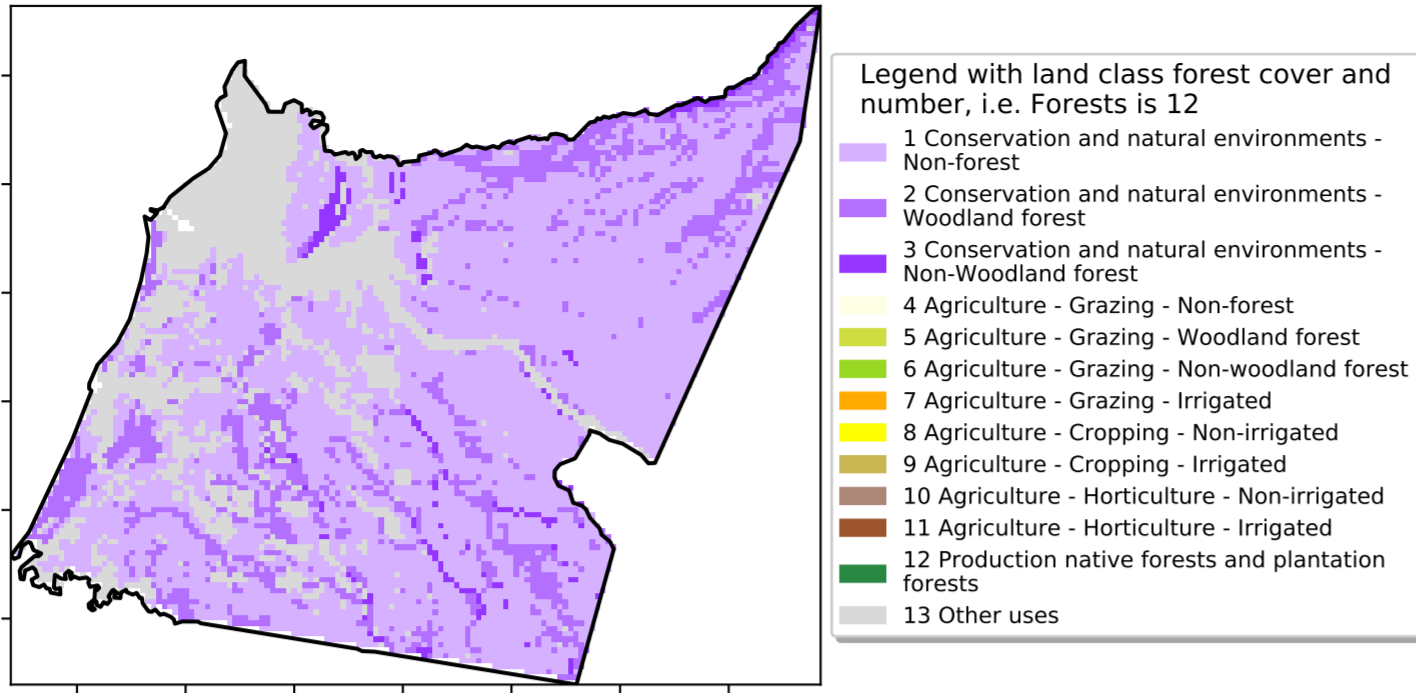 Legend with land class forest cover and
number, i.e. Forests is 12
1 Conservation and natural environments -
Non-forest
2 Conservation and natural environments -
Woodland forest
3 Conservation and natural environments -
Non-Woodland forest
4 Agriculture - Grazing - Non-forest
5 Agriculture - Grazing - Woodland forest
6 Agriculture - Grazing - Non-woodland forest
7 Agriculture - Grazing - Irrigated
8 Agriculture - Cropping - Non-irrigated
9 Agriculture - Cropping - Irrigated
10 Agriculture - Horticulture - Non-irrigated
11 Agriculture - Horticulture - Irrigated
12 Production native forests and plantation
forests
13 Other uses